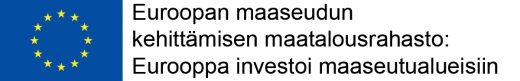 Euroopan maaseudun
kehittämisen maatalousrahasto:
Eurooppa investoi maaseutualueisiin